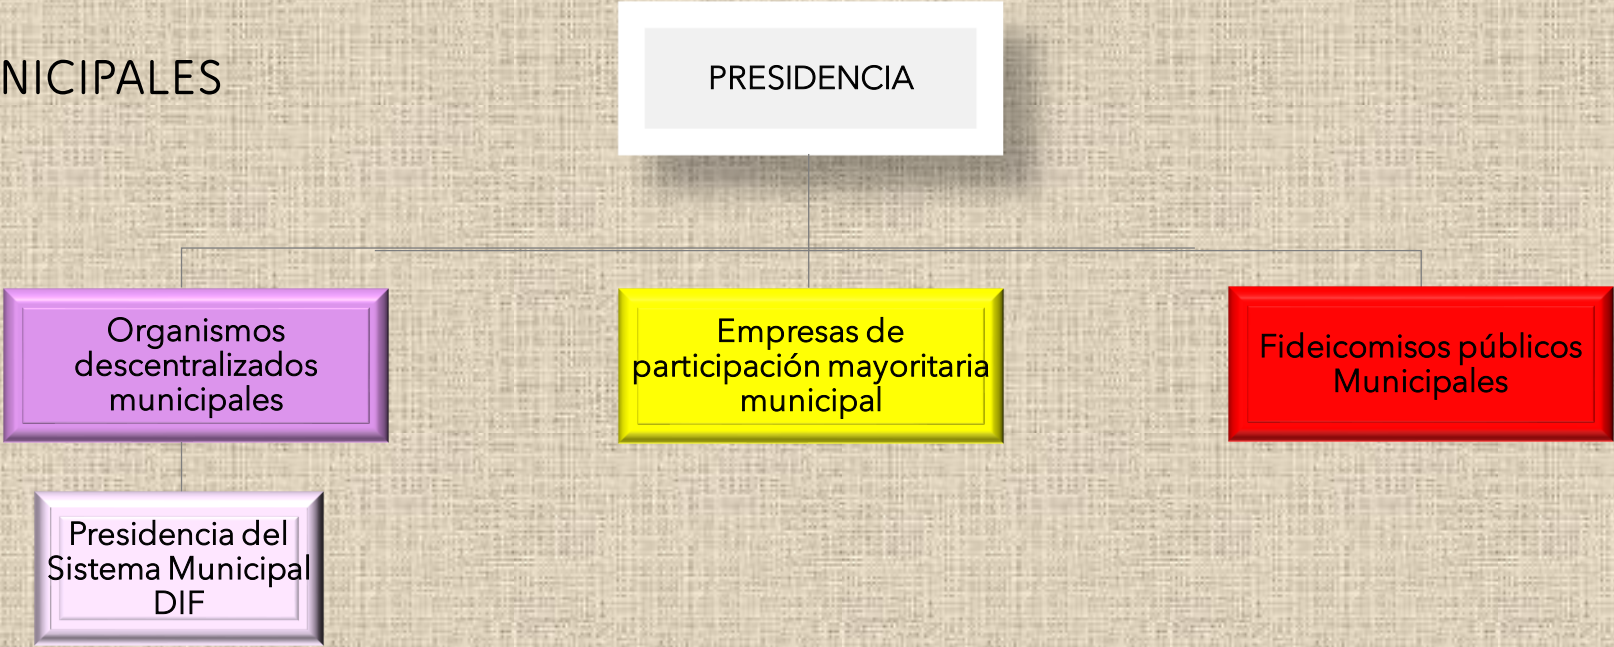 NICIPALES
PRESIDENCIA
Organismos
descentralizados
municipales
Empresas de
participación mayoritaria
municipal
Fideicomisos públicos
Municipales
Presidencia del
Sistema Municipal
DIF